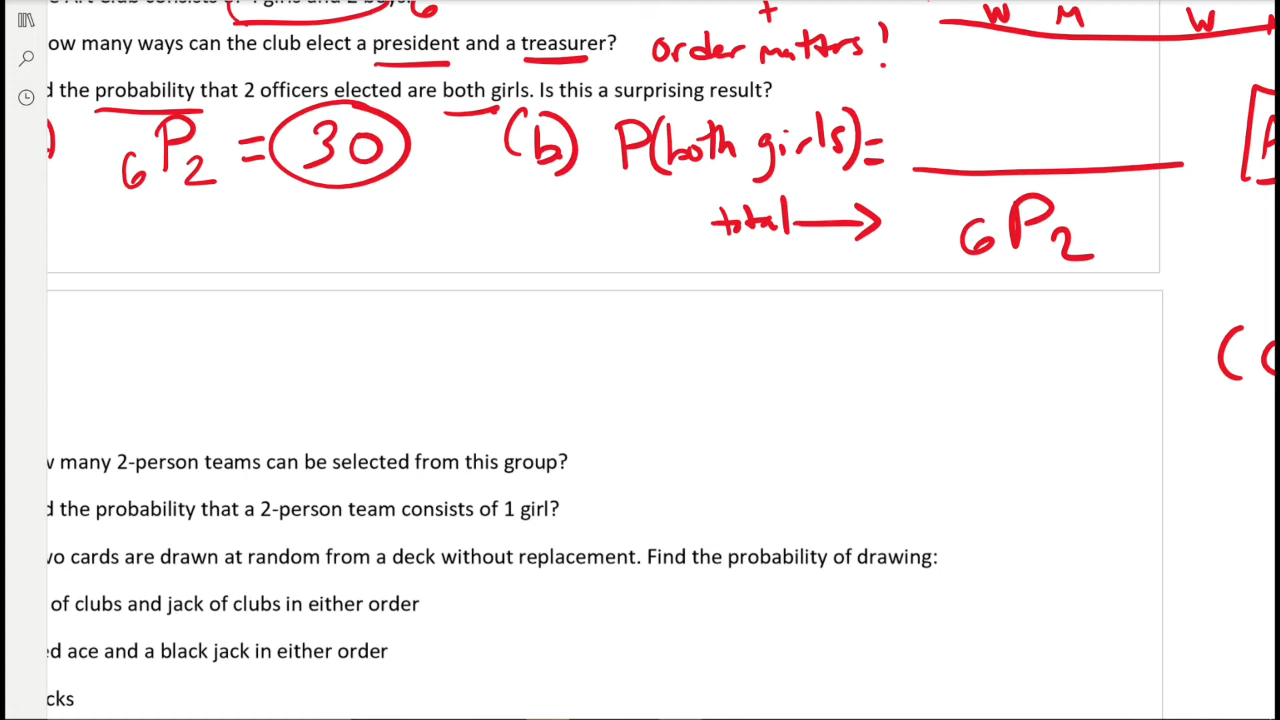 6
ow many ways can the club elect a president and a treasurer?
+
order matters!
W M W
d the probability that 2 officers elected are both girls. Is this a surprising result?
) 6P2 = 30
(b) P(both girls)=
total → 6P2
(
w many 2-person teams can be selected from this group?
d the probability that a 2-person team consists of 1 girl?
wo cards are drawn at random from a deck without replacement. Find the probability of drawing:
of clubs and jack of clubs in either order
ed ace and a black jack in either order
cks